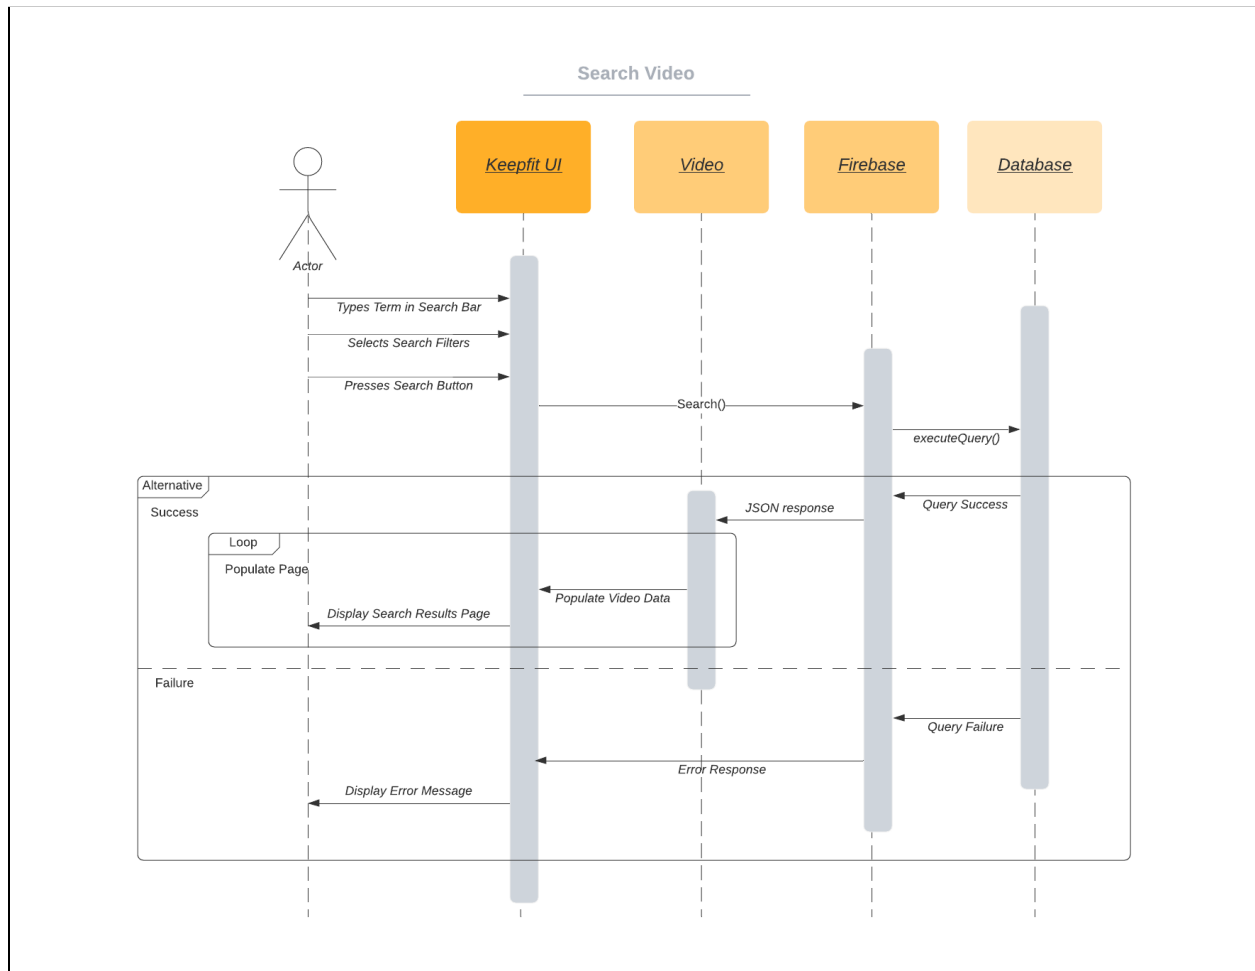 Search Video
Keepfit UI
Video
Firebase
Database
Actor
Types Term in Search Bar
Selects Search Filters
Presses Search Button
Search()
executeQuery()
Alternative
Success
Query Success
JSON response
Loop
Populate Page
Populate Video Data
Display Search Results Page
Failure
Query Failure
Error Response
Display Error Message